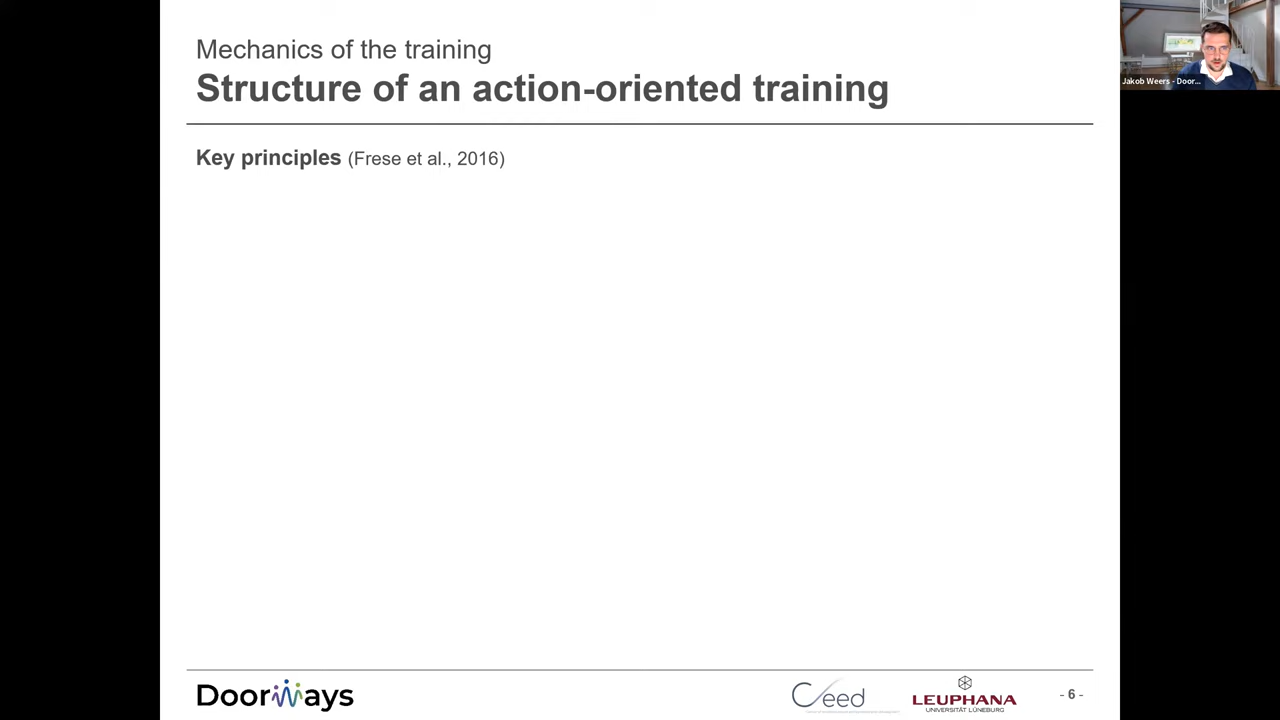 Mechanics of the training
Structure of an action-oriented training
Jakob Weers - Door...
Key principles (Frese et al., 2016)
Doorways
Ceed
LEUPHANA
UNIVERSITÄT LÜNEBURG
- 6 -